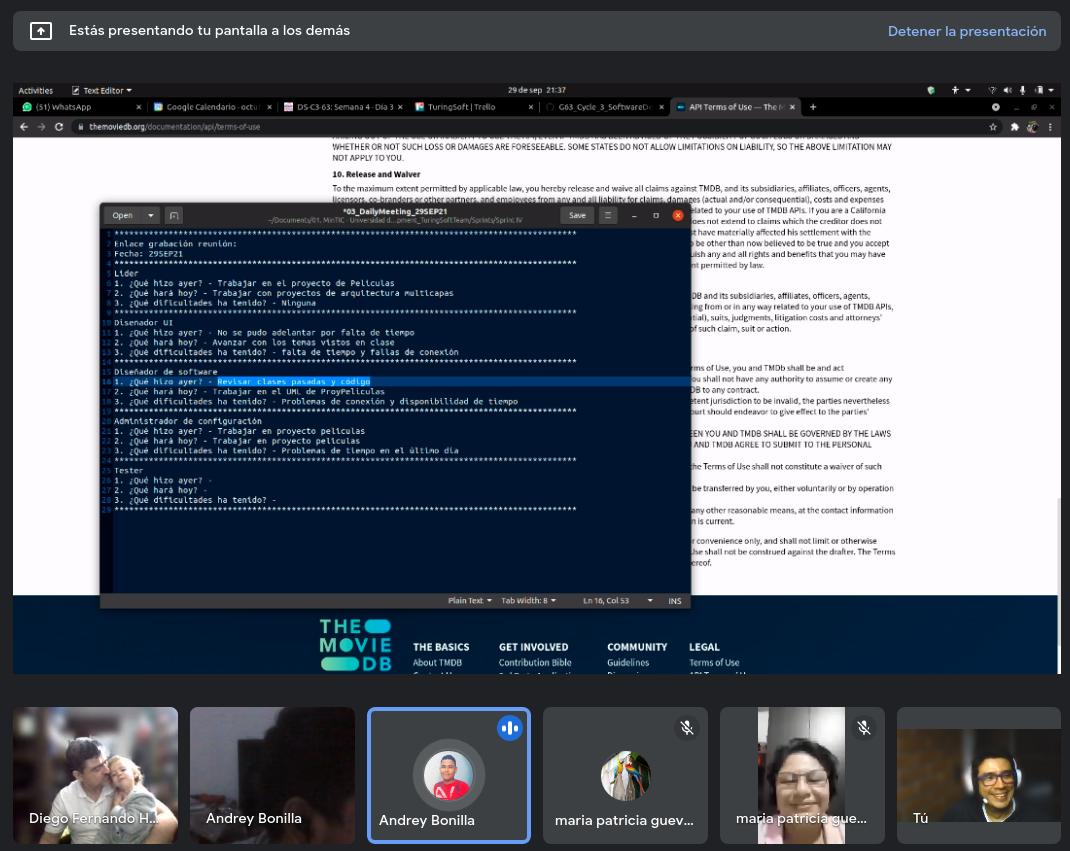 Estás presentando tu pantalla a los demás
Detener la presentación
Activities
Text Editor
29 de sep 21:37
(51) WhatsApp
Google Calendario - octu
DS-C3-63: Semana 4 - Día 3
TuringSoft | Trello
G63_Cycle_3_SoftwareDe
API Terms of Use — The M
themoviedb.org/documentation/api/terms-of-use
WHETHER OR NOT SUCH LOSS OR DAMAGES ARE FORESEEABLE. SOME STATES DO NOT ALLOW LIMITATIONS ON LIABILITY, SO THE ABOVE LIMITATION MAY
NOT APPLY TO YOU.
10. Release and Waiver
To the maximum extent permitted by applicable law, you hereby release and waive all claims against TMDB, and its subsidiaries, affiliates, officers, agents,
licensors, co-branders or other partners, and employees from any and all liability for claims, damages (actual and/or consequential), costs and expenses
elated to your use of TMDB APIs. If you are a California
oes not extend to claims which the creditor does not
t have materially affected his settlement with the
o be other than now believed to be true and you accept
uish any and all rights and benefits that you may have
nt permitted by law.
DB and its subsidiaries, affiliates, officers, agents,
ng from or in any way related to your use of TMDB APIs,
tial), suits, judgments, litigation costs and attorneys'
of such claim, suit or action.
rms of Use, you and TMDb shall be and act
ou shall not have any authority to assume or create any
DB to any contract.
etent jurisdiction to be invalid, the parties nevertheless
ourt should endeavor to give effect to the parties'
EEN YOU AND TMDB SHALL BE GOVERNED BY THE LAWS
AND TMDB AGREE TO SUBMIT TO THE PERSONAL
the Terms of Use shall not constitute a waiver of such
be transferred by you, either voluntarily or by operation
any other reasonable means, at the contact information
n is current.
r convenience only, and shall not limit or otherwise
Use shall not be construed against the drafter. The Terms
ereof.
Open
*03_DailyMeeting_29SEP21
~/Documents/01. MinTIC - Universidad d…pment_TuringSoftTeam/Sprints/Sprint IV
Save
1 **********************************************************************************************
2 Enlace grabación reunión:
3 Fecha: 29SEP21
4 **********************************************************************************************
5 Lider
6 1. ¿Qué hizo ayer? - Trabajar en el proyecto de Peliculas
7 2. ¿Qué hará hoy? - Trabajar con proyectos de arquitectura multicapas
8 3. ¿Qué dificultades ha tenido? - Ninguna
9 **********************************************************************************************
10 Disenador UI
11 1. ¿Qué hizo ayer? - No se pudo adelantar por falta de tiempo
12 2. ¿Qué hará hoy? - Avanzar con los temas vistos en clase
13 3. ¿Qué dificultades ha tenido? - falta de tiempo y fallas de conexión
14 **********************************************************************************************
15 Diseñador de software
16 1. ¿Qué hizo ayer? - Revisar clases pasadas y código
17 2. ¿Qué hará hoy? - Trabajar en el UML de ProyPeliculas
18 3. ¿Qué dificultades ha tenido? - Problemas de conexión y disponibilidad de tiempo
19 **********************************************************************************************
20 Administrador de configuración
21 1. ¿Qué hizo ayer? - Trabajar en proyecto peliculas
22 2. ¿Qué hará hoy? - Trabajar en proyecto peliculas
23 3. ¿Qué dificultades ha tenido? - Problemas de tiempo en el último día
24 **********************************************************************************************
25 Tester
26 1. ¿Qué hizo ayer? -
27 2. ¿Qué hará hoy? -
28 3. ¿Qué dificultades ha tenido? -
29 **********************************************************************************************
Plain Text
Tab Width: 8
Ln 16, Col 53
INS
THE MOVIE DB
THE BASICS
GET INVOLVED
COMMUNITY
LEGAL
About TMDB
Contribution Bible
Guidelines
Terms of Use
Diego Fernando H...
Andrey Bonilla
Andrey Bonilla
maria patricia guev...
maria patricia gue...
Tú